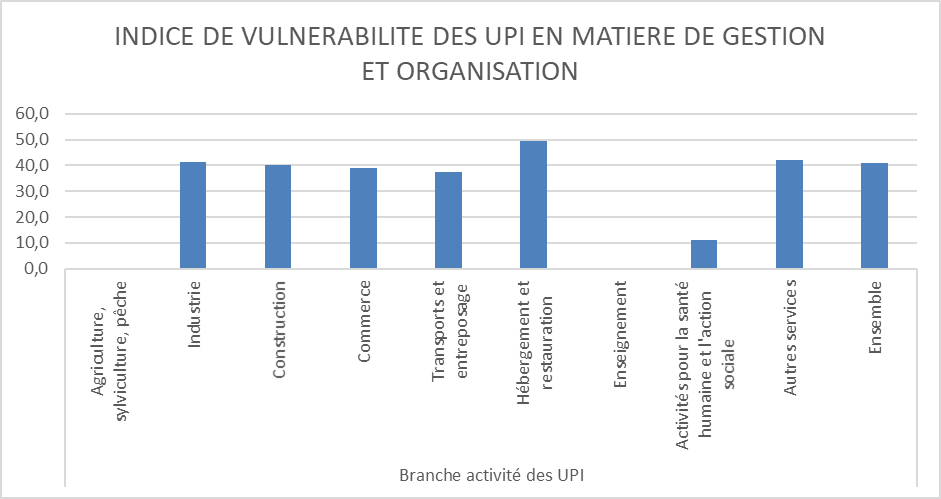 INDICE DE VULNERABILITE DES UPI EN MATIERE DE GESTION
ET ORGANISATION
60,0
50,0
40,0
30,0
20,0
10,0
0,0
Agriculture,
sylviculture, pêche
Industrie
Construction
Commerce
Transports et
entreposage
Hébergement et
restauration
Enseignement
Activités pour la santé
humaine et l'action
sociale
Autres services
Ensemble
Branche activité des UPI